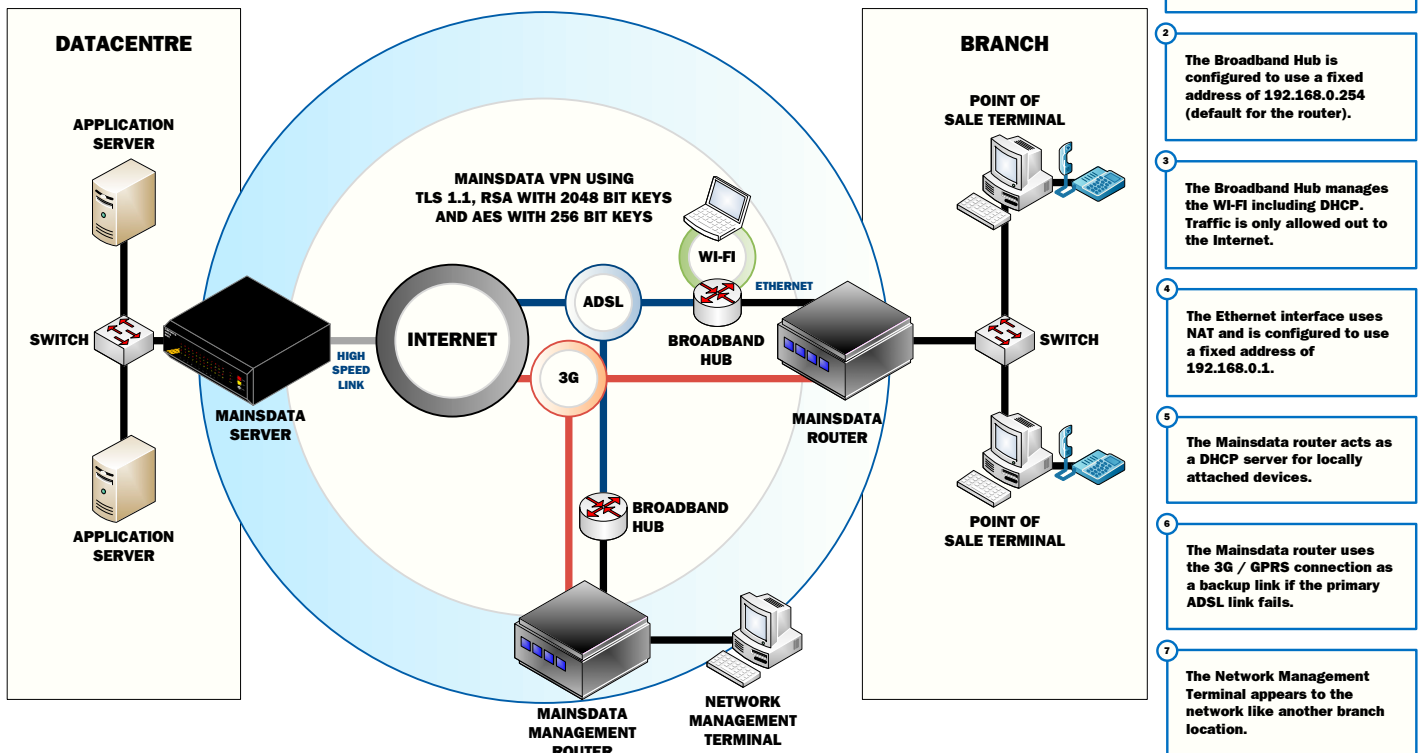 DATACENTRE
APPLICATION
SERVER
SWITCH
MAINSDATA
SERVER
APPLICATION
SERVER
HIGH
SPEED
LINK
INTERNET
MAINSDATA VPN USING
TLS 1.1, RSA WITH 2048 BIT KEYS
AND AES WITH 256 BIT KEYS
WI-FI
ADSL
ETHERNET
BROADBAND
HUB
3G
MAINSDATA
ROUTER
BROADBAND
HUB
MAINSDATA
MANAGEMENT
ROUTER
NETWORK
MANAGEMENT
TERMINAL
BRANCH
POINT OF
SALE TERMINAL
SWITCH
POINT OF
SALE TERMINAL
2
The Broadband Hub is
configured to use a fixed
address of 192.168.0.254
(default for the router).
3
The Broadband Hub manages
the WI-FI including DHCP.
Traffic is only allowed out to
the Internet.
4
The Ethernet interface uses
NAT and is configured to use
a fixed address of
192.168.0.1.
5
The Mainsdata router acts as
a DHCP server for locally
attached devices.
6
The Mainsdata router uses
the 3G / GPRS connection as
a backup link if the primary
ADSL link fails.
7
The Network Management
Terminal appears to the
network like another branch
location.